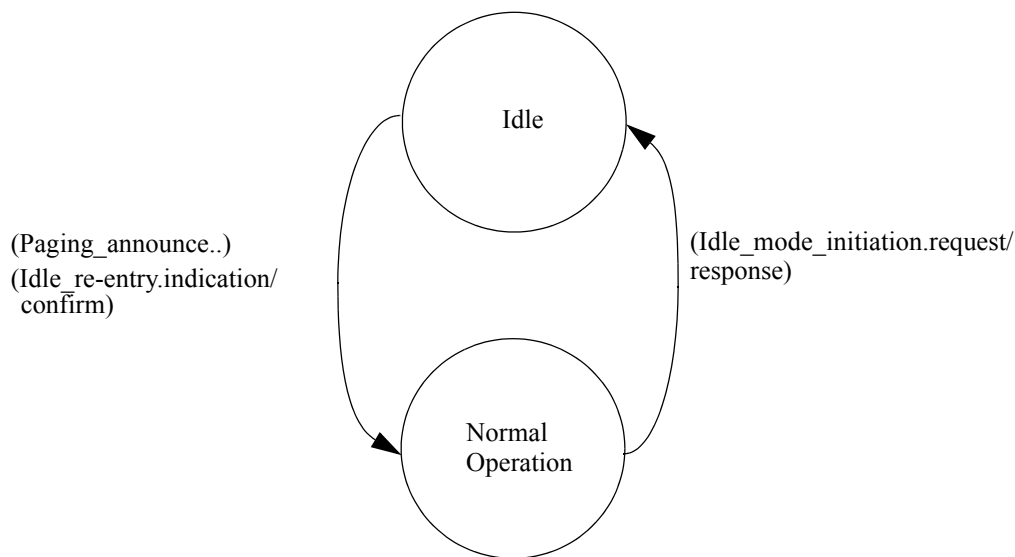 Idle
(Paging_announce..)
(Idle_re-entry.indication/
confirm)
(Idle_mode_initiation.request/
response)
Normal
Operation